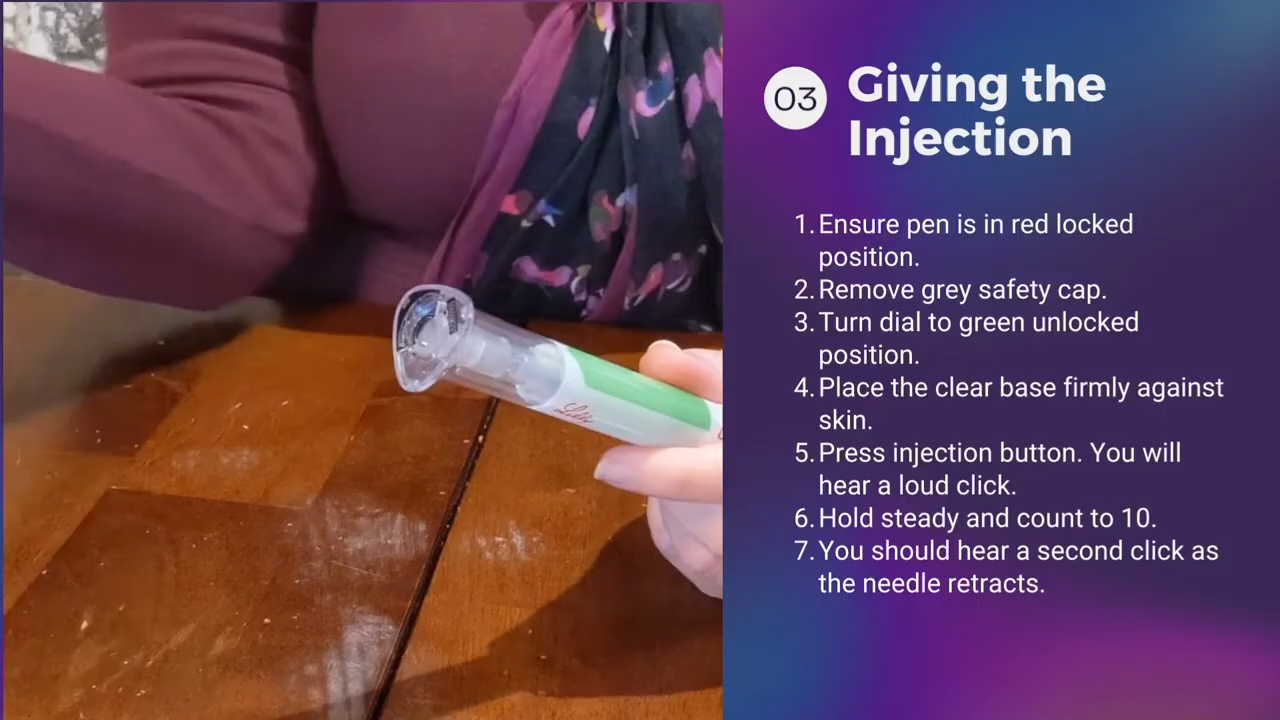 03
Giving the
Injection
1. Ensure pen is in red locked
position.
2. Remove grey safety cap.
3. Turn dial to green unlocked
position.
4. Place the clear base firmly against
skin.
5. Press injection button. You will
hear a loud click.
6. Hold steady and count to 10.
7. You should hear a second click as
the needle retracts.
Lilly